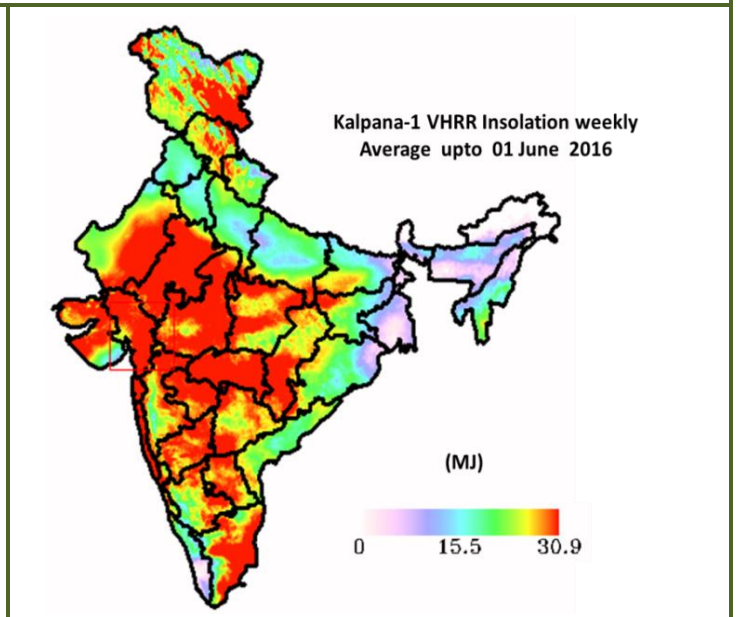 Kalpana-1 VHRR Insolation weekly
Average upto 01 June 2016
(MJ)
0 15.5 30.9